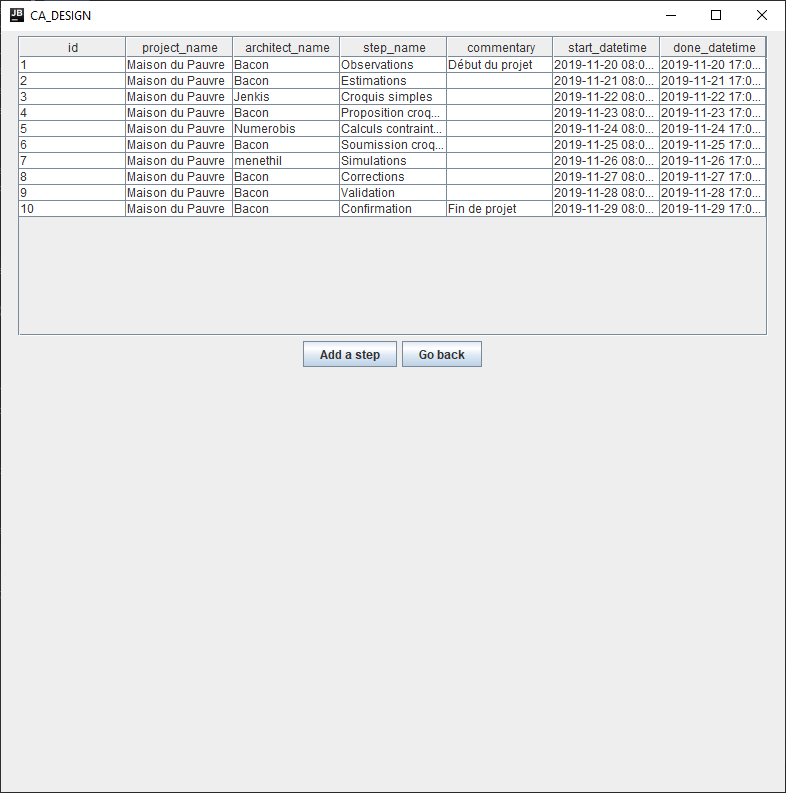 JB CA_DESIGN
id project_name architect_name step_name commentary start_datetime done_datetime
1 Maison du Pauvre Bacon Observations Début du projet 2019-11-20 08:0... 2019-11-20 17:0...
2 Maison du Pauvre Bacon Estimations 2019-11-21 08:0... 2019-11-21 17:0...
3 Maison du Pauvre Jenkis Croquis simples 2019-11-22 08:0... 2019-11-22 17:0...
4 Maison du Pauvre Bacon Proposition croq... 2019-11-23 08:0... 2019-11-23 17:0...
5 Maison du Pauvre Numerobis Calculs contraint... 2019-11-24 08:0... 2019-11-24 17:0...
6 Maison du Pauvre Bacon Soumission croq... 2019-11-25 08:0... 2019-11-25 17:0...
7 Maison du Pauvre menethil Simulations 2019-11-26 08:0... 2019-11-26 17:0...
8 Maison du Pauvre Bacon Corrections 2019-11-27 08:0... 2019-11-27 17:0...
9 Maison du Pauvre Bacon Validation 2019-11-28 08:0... 2019-11-28 17:0...
10 Maison du Pauvre Bacon Confirmation Fin de projet 2019-11-29 08:0... 2019-11-29 17:0...
Add a step Go back